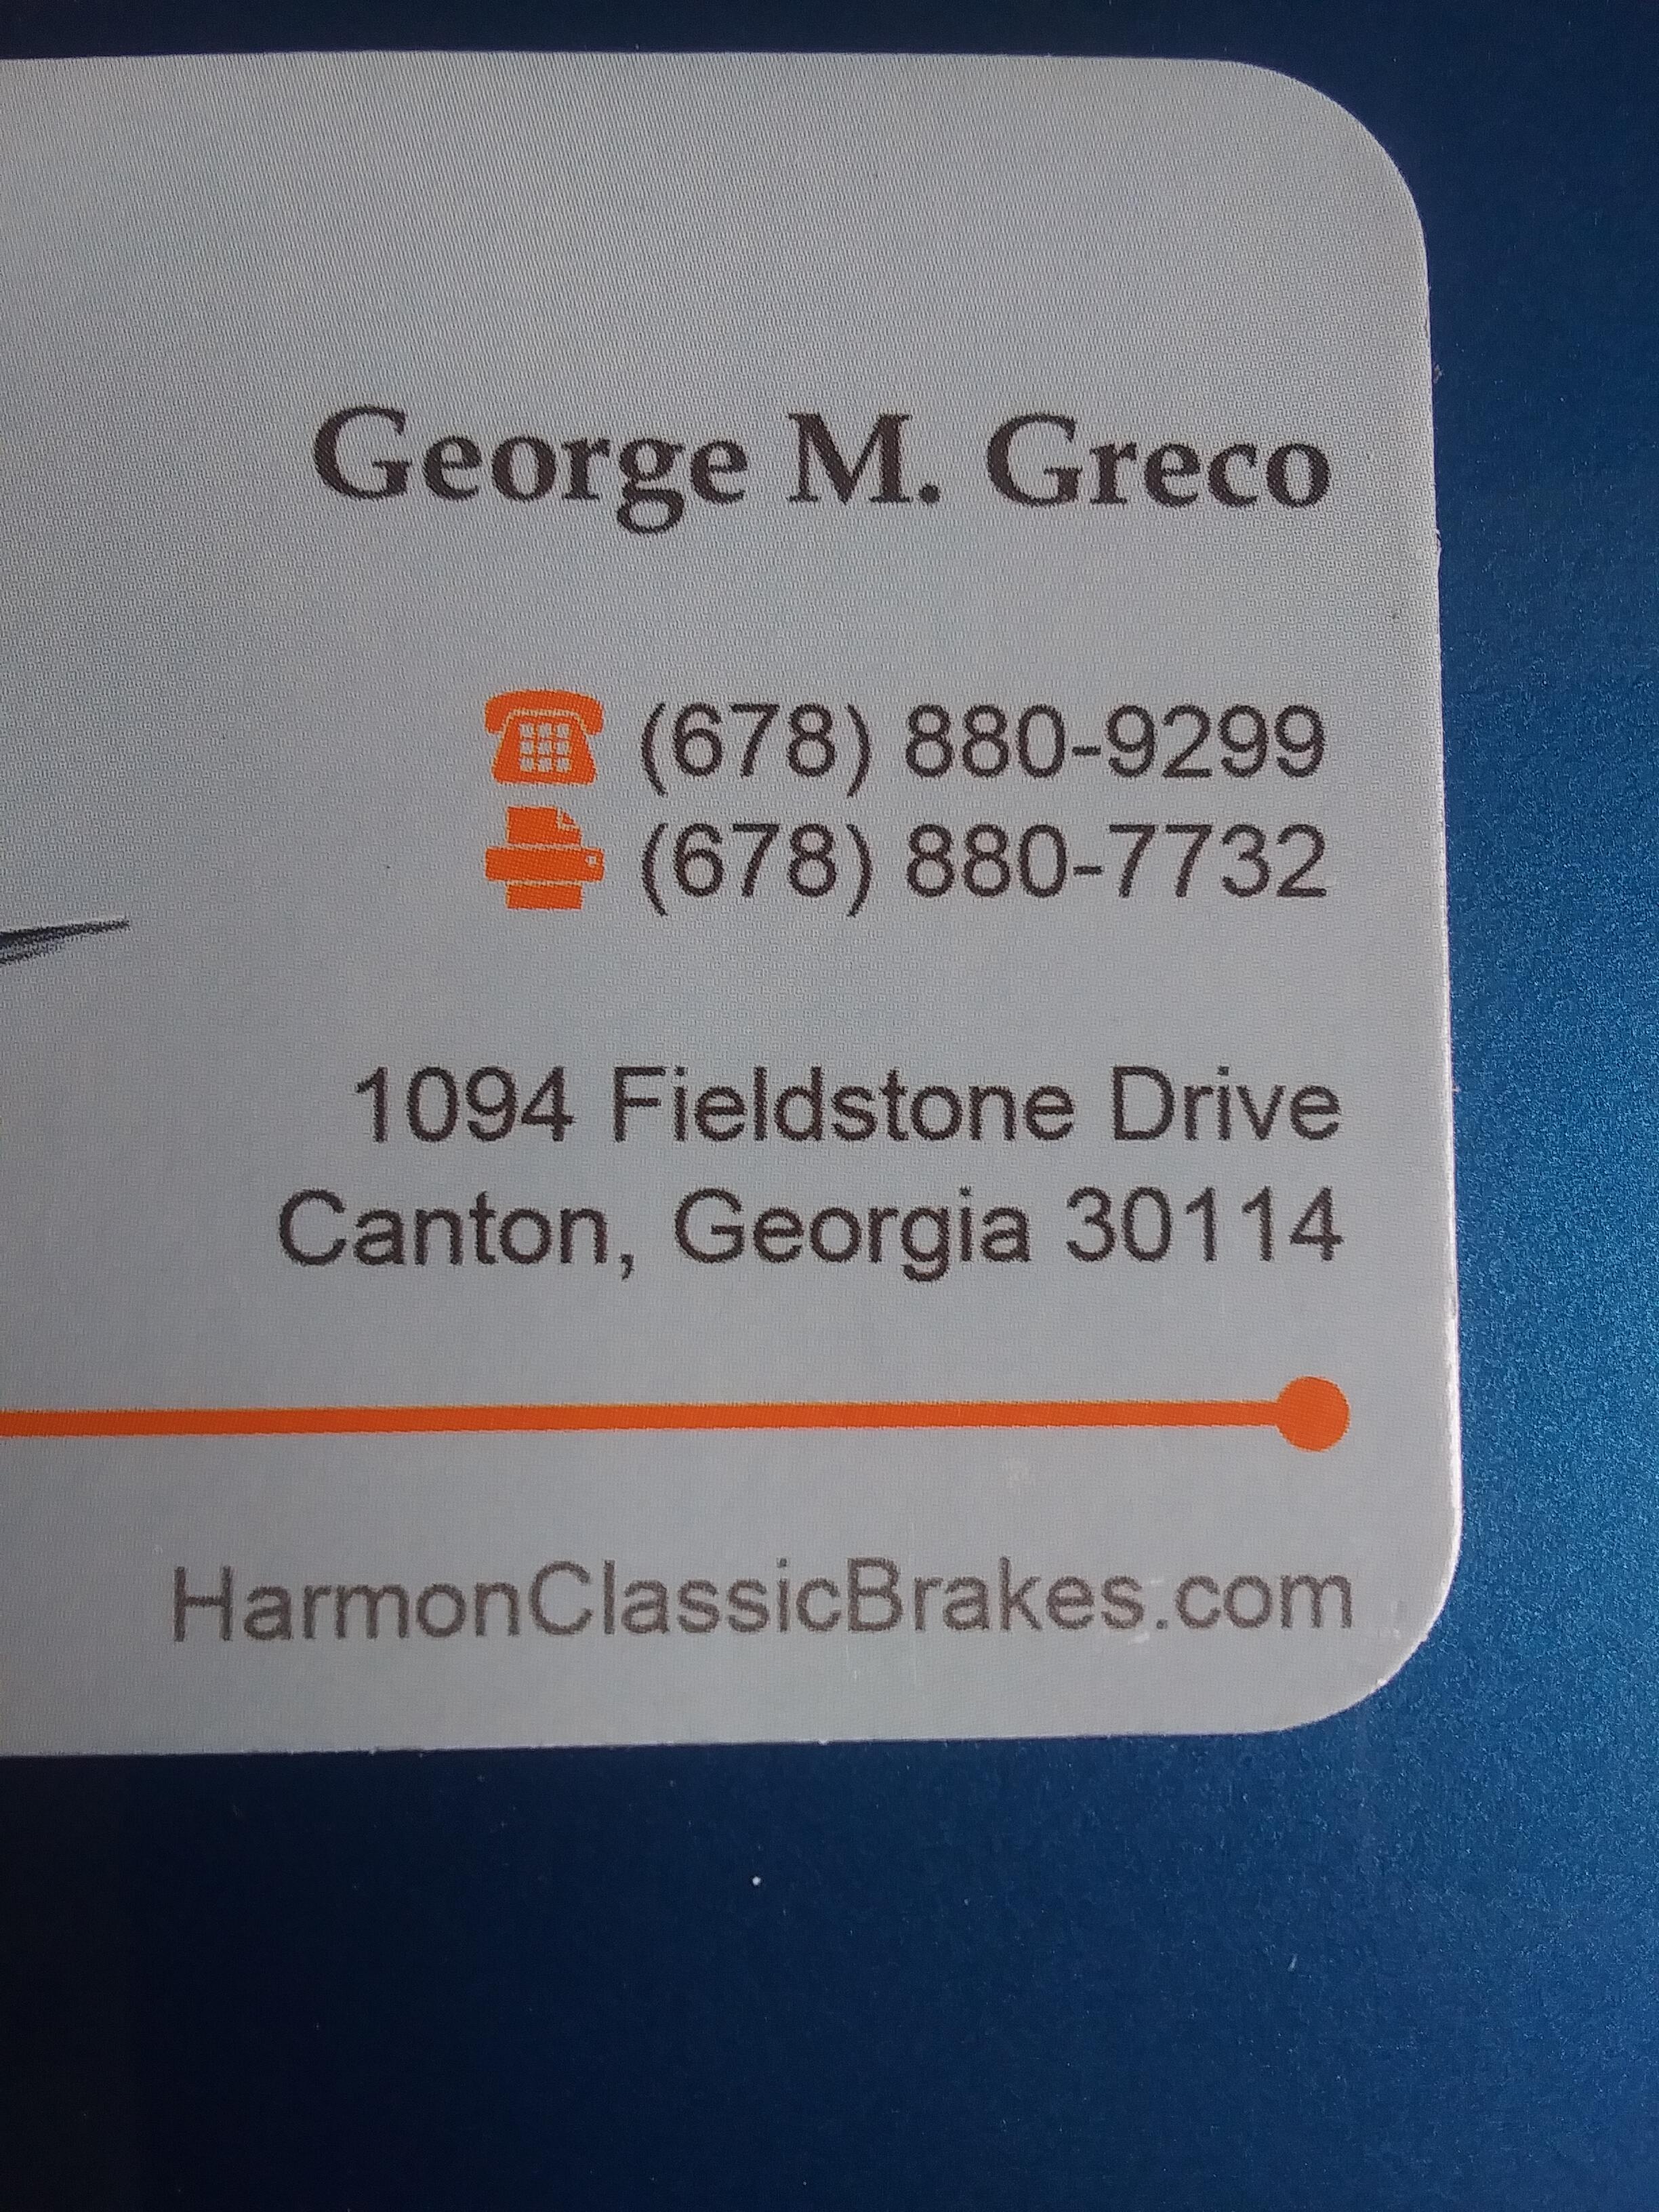 George M. Greco
(678) 880-9299
(678) 880-7732
1094 Fieldstone Drive
Canton, Georgia 30114
HarmonClassicBrakes.com